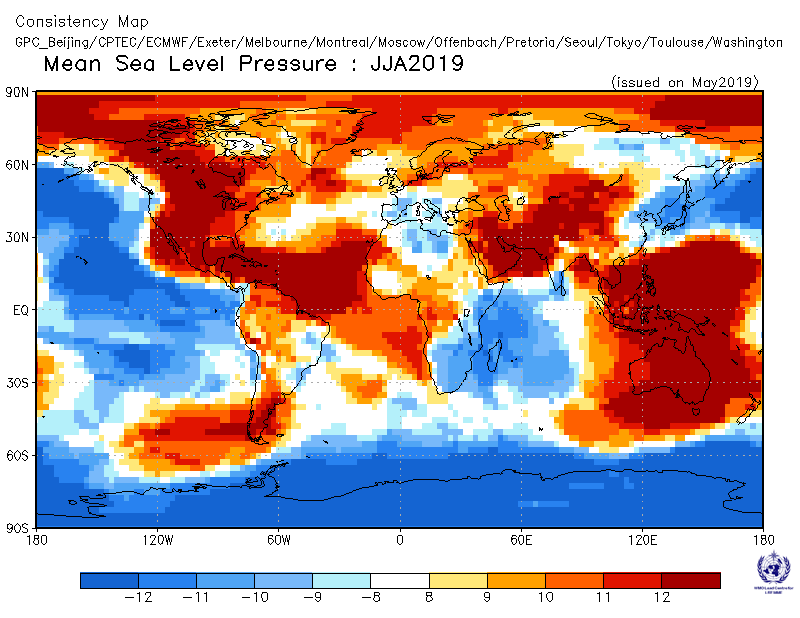 Consistency Map
GPC_Beijing/CPTEC/ECMWF/Exeter/Melbourne/Montreal/Moscow/Offenbach/Pretoria/Seoul/Tokyo/Toulouse/Washington
Mean Sea Level Pressure : JJA2019
(issued on May2019)
90N
60N
30N
EQ
30S
60S
90S
180 120W 60W 0 60E 120E 180
-12 -11 -10 -9 -8 8 9 10 11 12